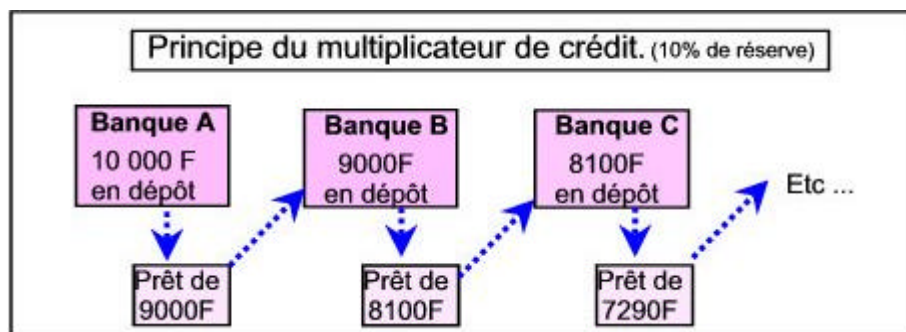 Principe du multiplicateur de crédit. (10% de réserve)
Banque A
10 000 F
en dépôt
Prêt de
9000F
Banque B
9000F
en dépôt
Prêt de
8100F
Banque C
8100F
en dépôt
Prêt de
7290F
Etc ...